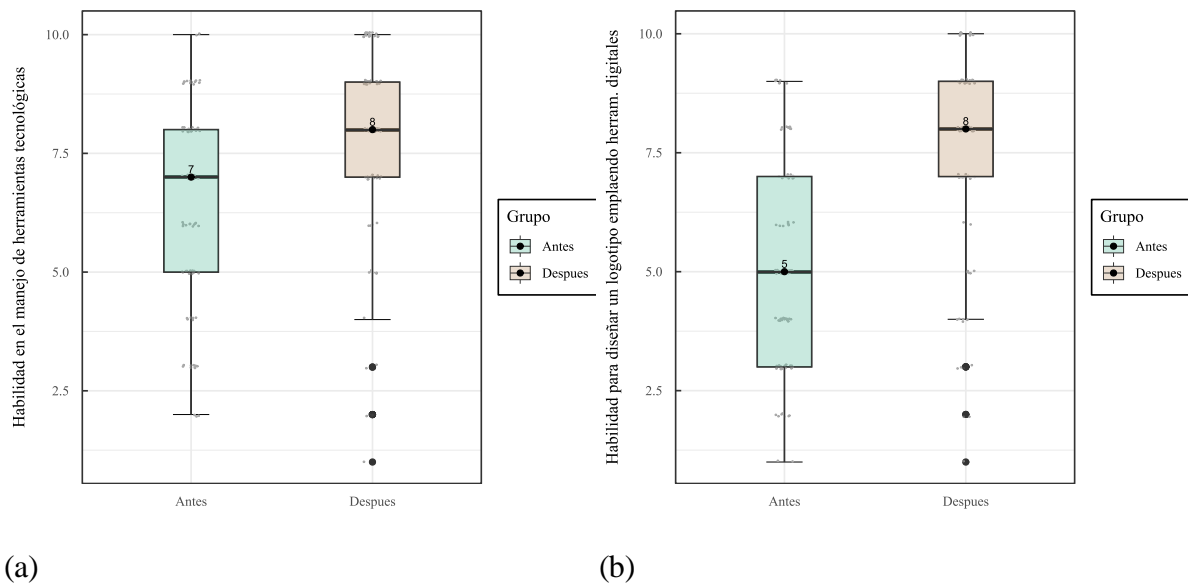 Habilidad en el manejo de herramientas tecnológicas
10.0
7.5
5.0
2.5
7
8
Antes
Despues
Grupo
Antes
Despues
(a)
Habilidad para diseñar un logotipo emplaendo herram. digitales
10.0
7.5
5.0
2.5
5
8
Antes
Despues
Grupo
Antes
Despues
(b)